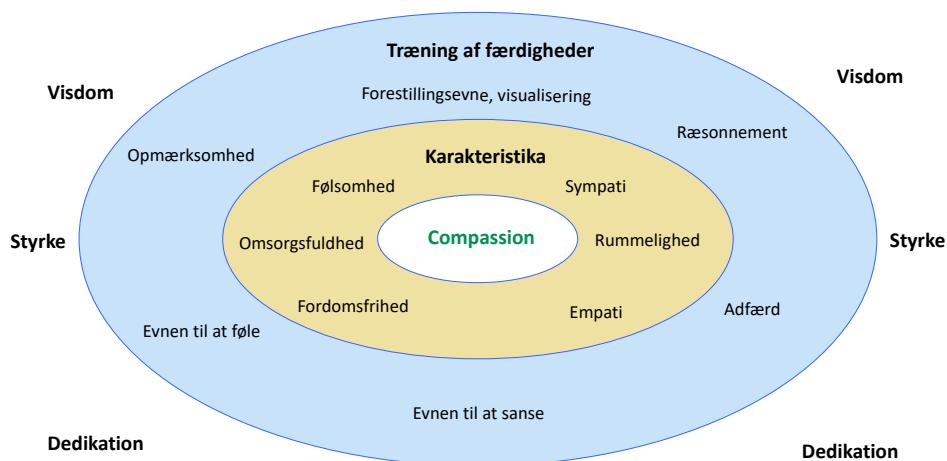 Træning af færdigheder
Visdom
Visdom
Forestillingsevne, visualisering
Ræsonnement
Opmærksomhed
Karakteristika
Følsomhed
Sympati
Styrke
Omsorgsfuldhed
Compassion
Rummelighed
Styrke
Fordomsfrihed
Empati
Adfærd
Evnen til at føle
Evnen til at sanse
Dedikation
Dedikation